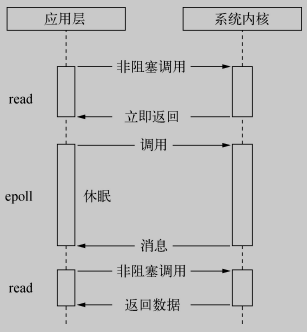 应用层 系统内核
非阻塞调用
read
立即返回
调用
epoll 休眠
消息
非阻塞调用
read
返回数据